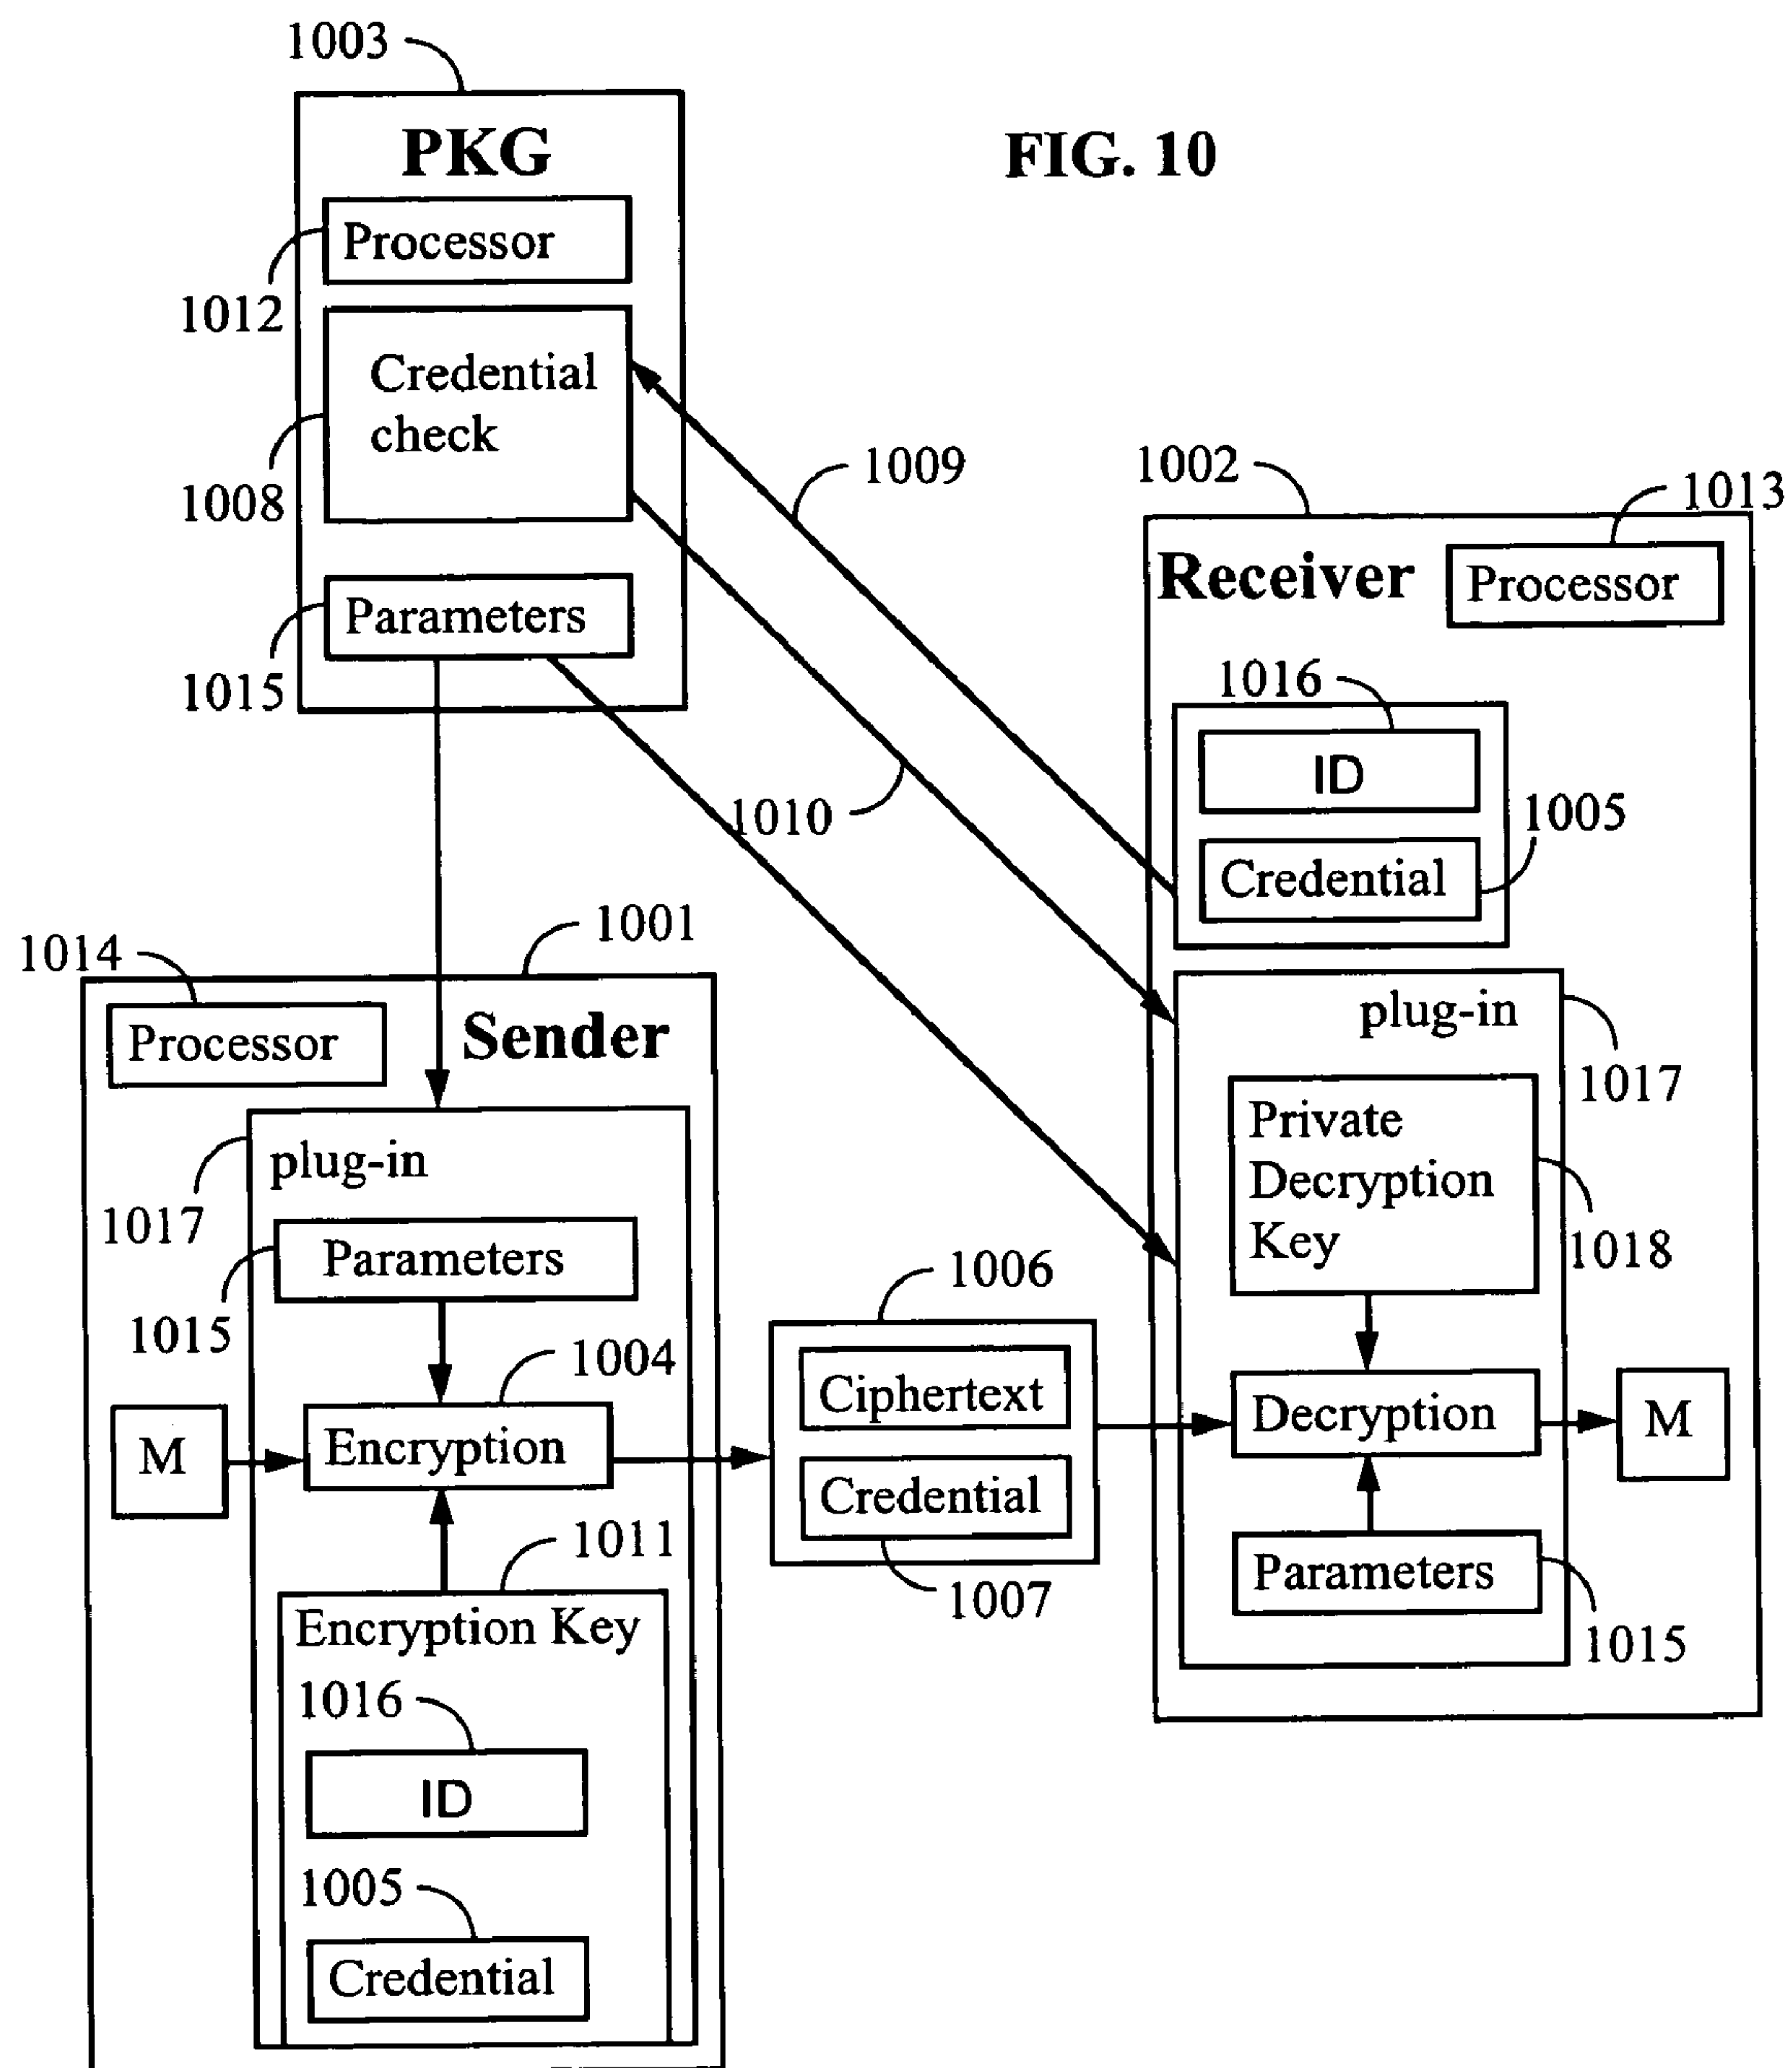 1003
PKG
FIG. 10
Processor
1012
Credential
check
1008
1009
1002
1013
Receiver
Processor
Parameters
1015
1016
ID
1010
1005
Credential
1014
1001
Processor
Sender
plug-in
1017
plug-in
1017
Private
Decryption
Key
1018
Parameters
1015
1006
1004
Ciphertext
Decryption
M
M
Encryption
Credential
1007
1011
Parameters
1015
Encryption Key
1016
ID
1005
Credential